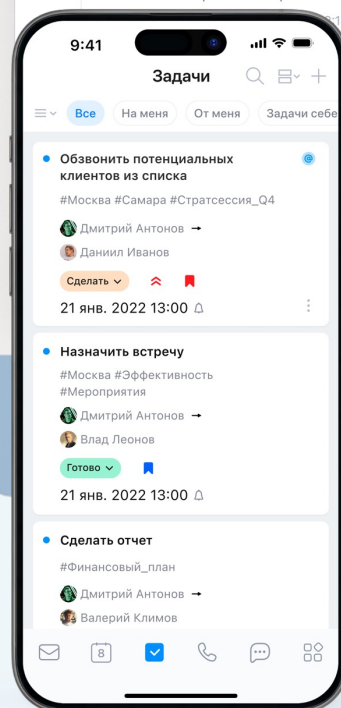 9:41
Задачи
Все
На меня
От меня
Задачи себе
Обзвонить потенциальных
клиентов из списка
@
#Москва #Самара #Стратсессия_Q4
Дмитрий Антонов →
Даниил Иванов
Сделать
21 янв. 2022 13:00
Назначить встречу
#Москва #Эффективность
#Мероприятия
Дмитрий Антонов →
Влад Леонов
Готово
21 янв. 2022 13:00
Сделать отчет
#Финансовый_план
Дмитрий Антонов →
Валерий Климов
8